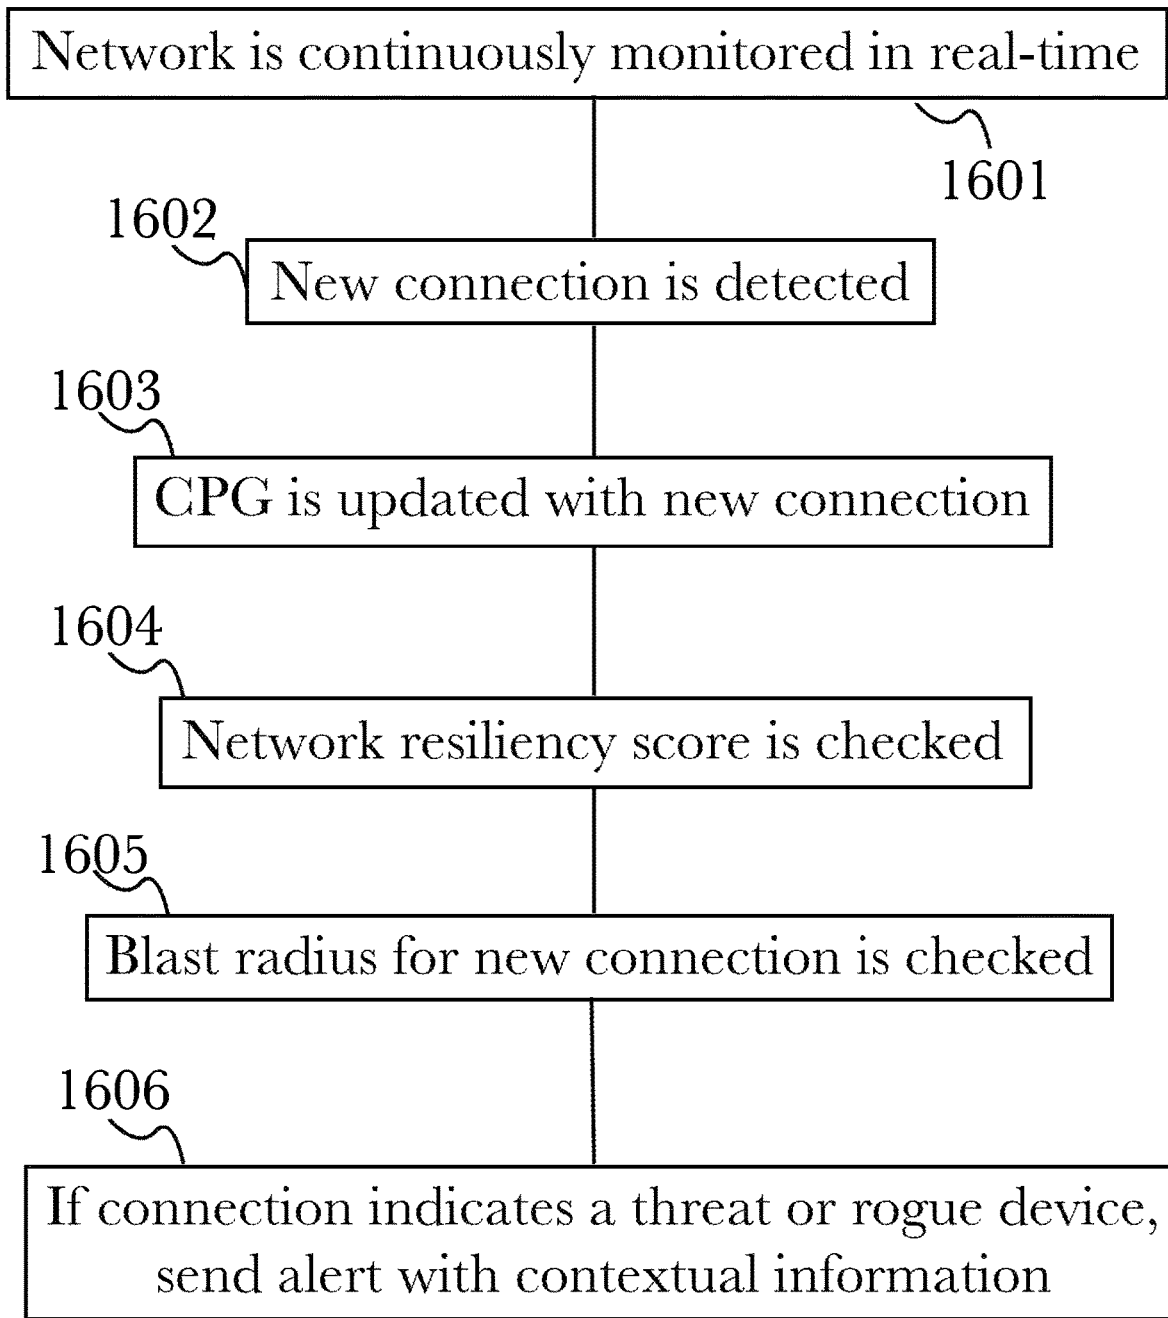 Network is continuously monitored in real-time
1601
1602
New connection is detected
1603
CPG is updated with new connection
1604
Network resiliency score is checked
1605
Blast radius for new connection is checked
1606
If connection indicates a threat or rogue device,
send alert with contextual information